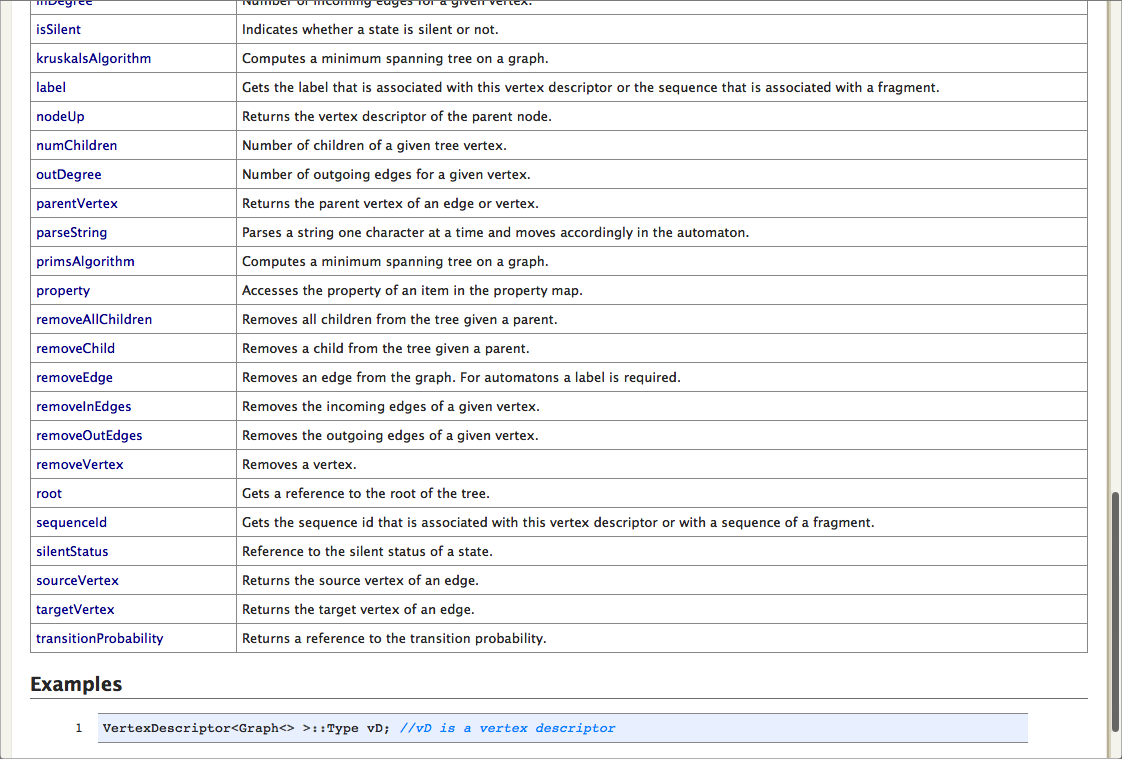 inDegree Number of incoming edges for a given vertex.
isSilent Indicates whether a state is silent or not.
kruskalsAlgorithm Computes a minimum spanning tree on a graph.
label Gets the label that is associated with this vertex descriptor or the sequence that is associated with a fragment.
nodeUp Returns the vertex descriptor of the parent node.
numChildren Number of children of a given tree vertex.
outDegree Number of outgoing edges for a given vertex.
parentVertex Returns the parent vertex of an edge or vertex.
parseString Parses a string one character at a time and moves accordingly in the automaton.
primsAlgorithm Computes a minimum spanning tree on a graph.
property Accesses the property of an item in the property map.
removeAllChildren Removes all children from the tree given a parent.
removeChild Removes a child from the tree given a parent.
removeEdge Removes an edge from the graph. For automatons a label is required.
removeInEdges Removes the incoming edges of a given vertex.
removeOutEdges Removes the outgoing edges of a given vertex.
removeVertex Removes a vertex.
root Gets a reference to the root of the tree.
sequenceId Gets the sequence id that is associated with this vertex descriptor or with a sequence of a fragment.
silentStatus Reference to the silent status of a state.
sourceVertex Returns the source vertex of an edge.
targetVertex Returns the target vertex of an edge.
transitionProbability Returns a reference to the transition probability.
Examples
1 VertexDescriptor<Graph<> >::Type vD; //vD is a vertex descriptor